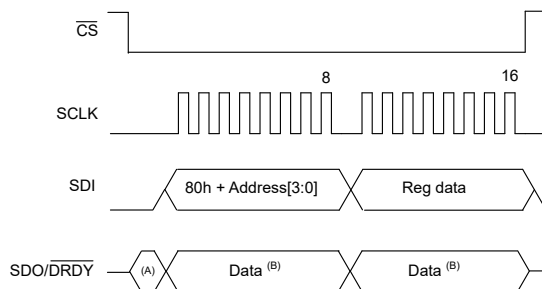 CS
8
16
SCLK
SDI
80h + Address[3:0]
Reg data
SDO/DRDY
(A)
Data (B)
Data (B)